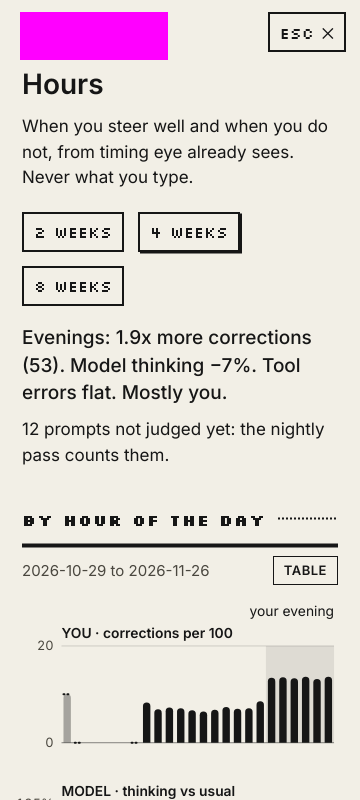 ESC ×
Hours
When you steer well and when you do
not, from timing eye already sees.
Never what you type.
2 WEEKS
4 WEEKS
8 WEEKS
Evenings: 1.9x more corrections
(53). Model thinking −7%. Tool
errors flat. Mostly you.
12 prompts not judged yet: the nightly
pass counts them.
BY HOUR OF THE DAY
2026-10-29 to 2026-11-26
TABLE
your evening
YOU · corrections per 100
20
0
MODEL · thinking vs usual